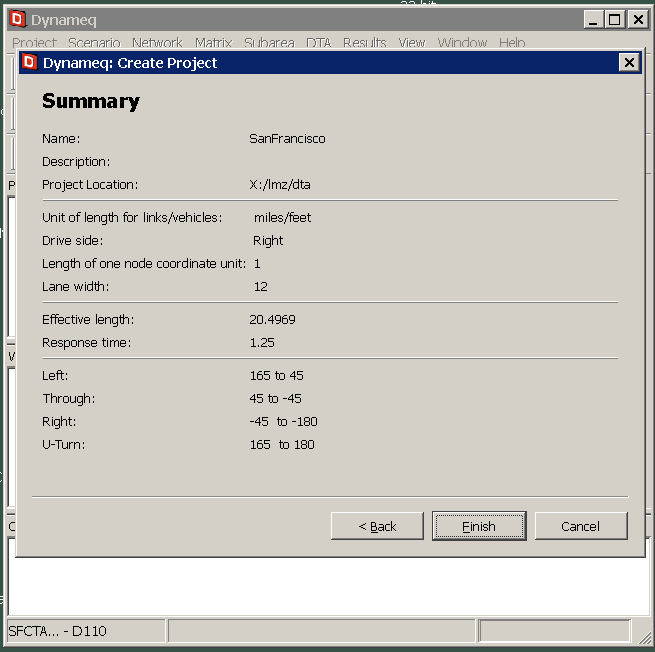 Dynameq
Project Scenario Network Matrix Subarea DTA Results View Window Help
Dynameq: Create Project
Summary
Name: SanFrancisco
Description:
Project Location: X:/lmz/dta
Unit of length for links/vehicles: miles/feet
Drive side: Right
Length of one node coordinate unit: 1
Lane width: 12
Effective length: 20.4969
Response time: 1.25
Left: 165 to 45
Through: 45 to -45
Right: -45 to -180
U-Turn: 165 to 180
< Back Finish Cancel
SFCTA... - D110